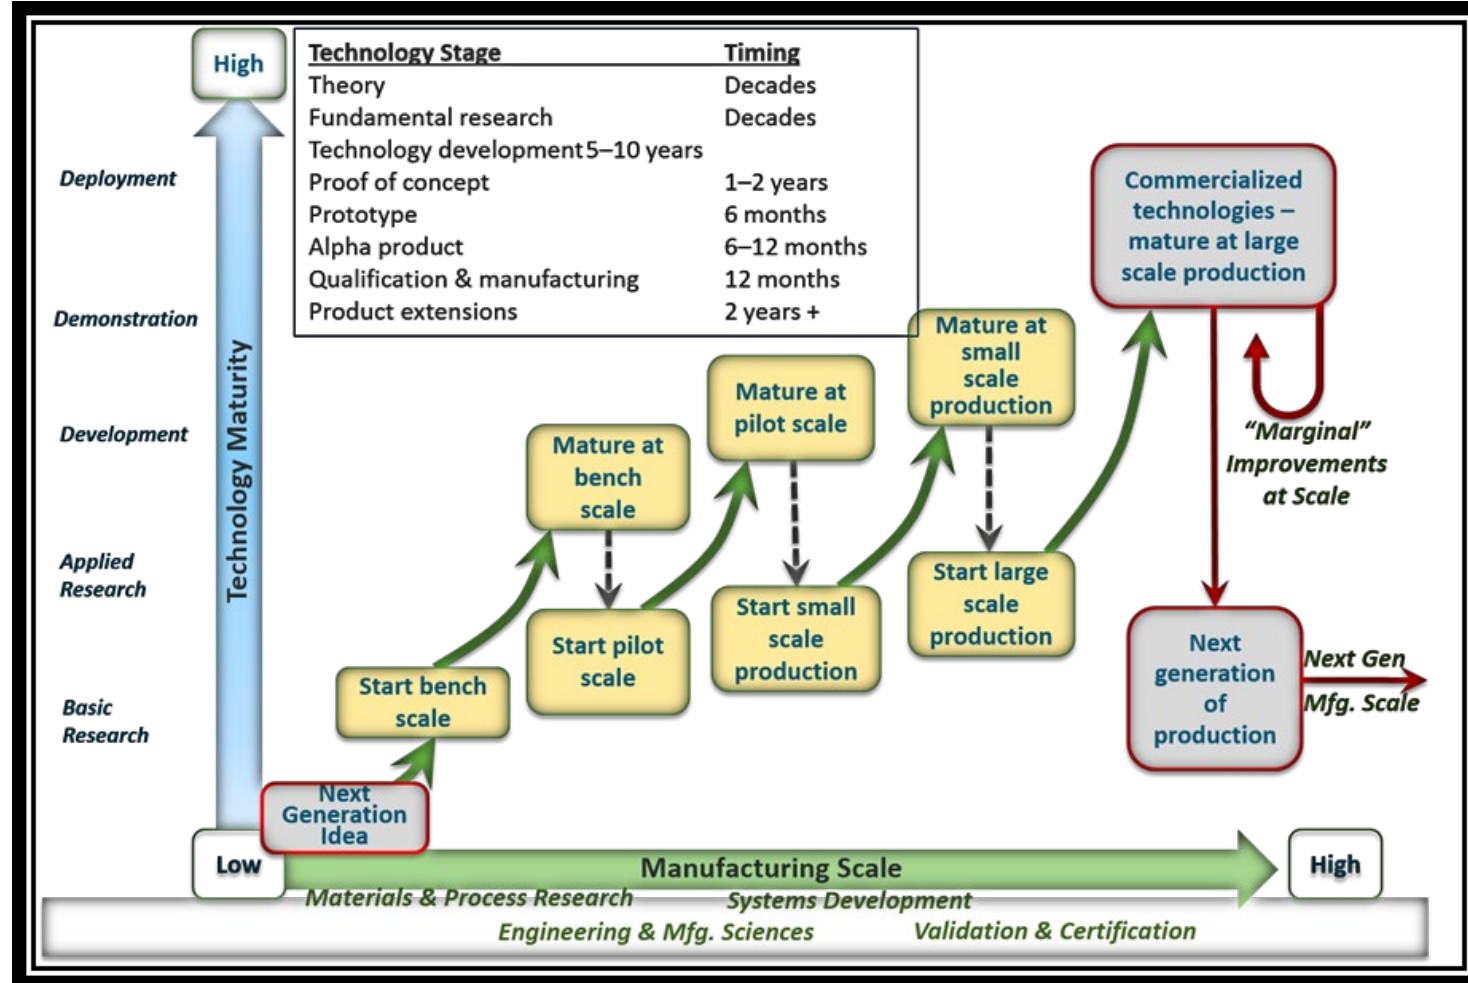 High
Technology Stage Timing
Theory Decades
Fundamental research Decades
Technology development 5–10 years
Proof of concept 1–2 years
Prototype 6 months
Alpha product 6–12 months
Qualification & manufacturing 12 months
Product extensions 2 years +
Deployment
Demonstration
Development
Applied
Research
Basic
Research
Technology Maturity
Commercialized
technologies –
mature at large
scale production
Mature at
small
scale
production
Mature at
pilot scale
Mature at
bench
scale
"Marginal"
Improvements
at Scale
Start large
scale
production
Start small
scale
production
Start pilot
scale
Start bench
scale
Next
generation
of
production
Next Gen
Mfg. Scale
Next
Generation
Idea
Low
Manufacturing Scale
High
Materials & Process Research
Systems Development
Engineering & Mfg. Sciences
Validation & Certification